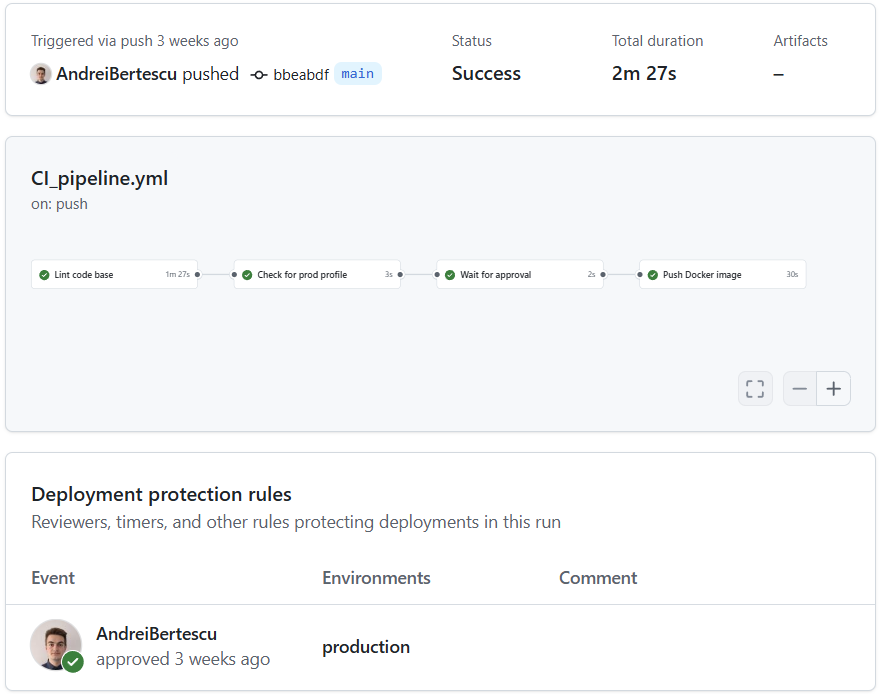 Triggered via push 3 weeks ago
AndreiBertescu pushed bbeabdf main
Status
Success
Total duration
2m 27s
Artifacts
–
CI_pipeline.yml
on: push
Lint code base 1m 27s
Check for prod profile 3s
Wait for approval 2s
Push Docker image 30s
Deployment protection rules
Reviewers, timers, and other rules protecting deployments in this run
Event Environments Comment
AndreiBertescu
approved 3 weeks ago
production